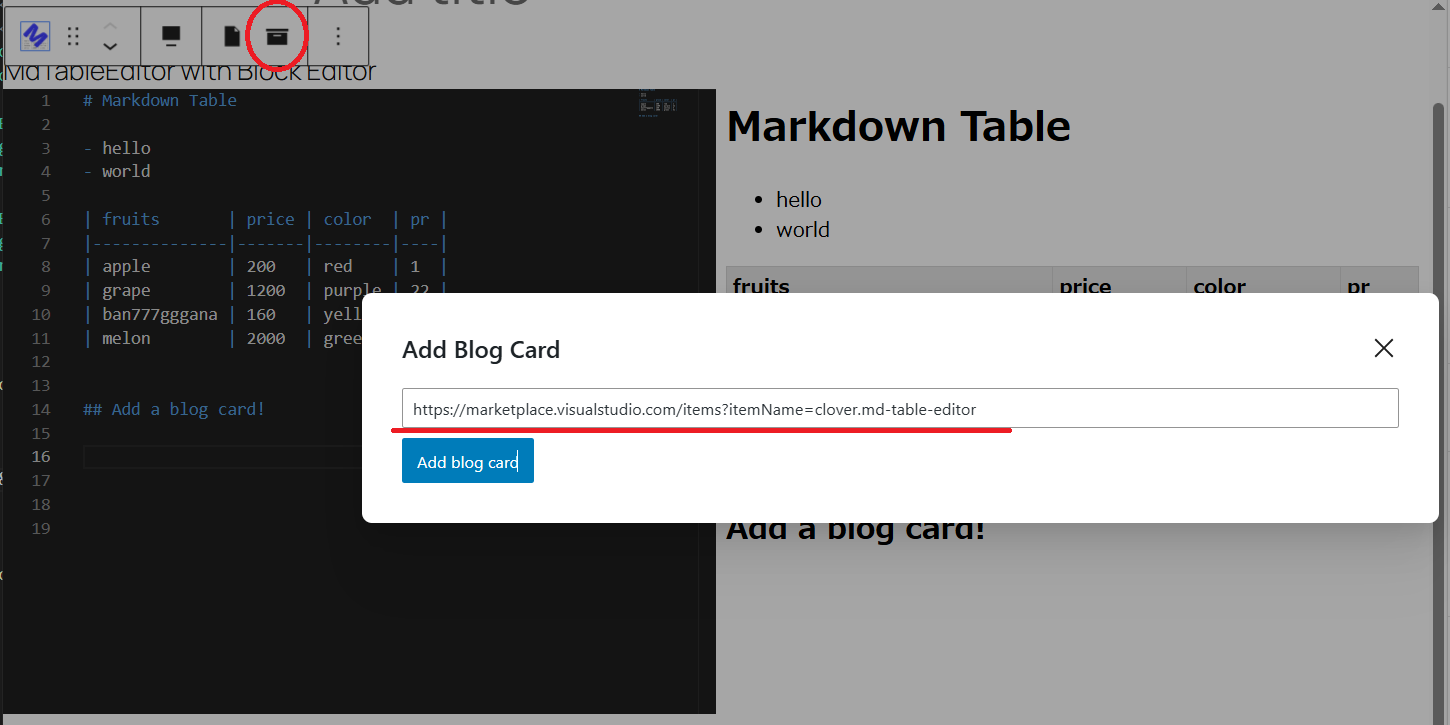 Add title
MdTableEditor with Block Editor
1 # Markdown Table
2
3 - hello
4 - world
5
6 | fruits | price | color | pr |
7 |--------------|-------|--------|----|
8 | apple | 200 | red | 1 |
9 | grape | 1200 | purple | 22 |
10 | ban777gggana | 160 | yell
11 | melon | 2000 | gree
12
13
14 ## Add a blog card!
15
16
17
18
19
Markdown Table
• hello
• world
fruits price color pr
Add Blog Card
https://marketplace.visualstudio.com/items?itemName=clover.md-table-editor
Add blog card
Add a blog card!